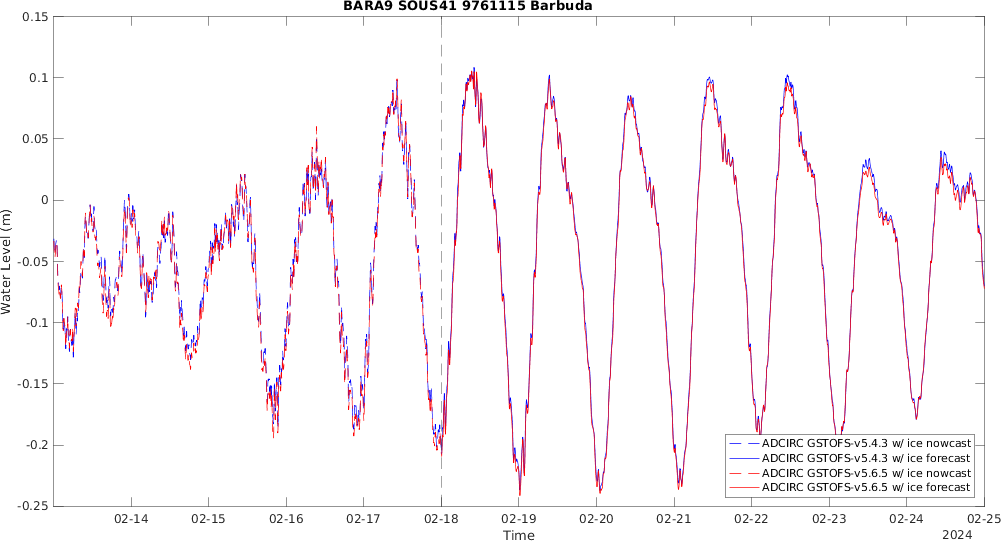 BARA9 SOUS41 9761115 Barbuda
0.15
0.1
0.05
0
-0.05
-0.1
-0.15
-0.2
-0.25
Water Level (m)
02-14 02-15 02-16 02-17 02-18 02-19 02-20 02-21 02-22 02-23 02-24 02-25
Time
2024
ADCIRC GSTOFS-v5.4.3 w/ ice nowcast
ADCIRC GSTOFS-v5.4.3 w/ ice forecast
ADCIRC GSTOFS-v5.6.5 w/ ice nowcast
ADCIRC GSTOFS-v5.6.5 w/ ice forecast